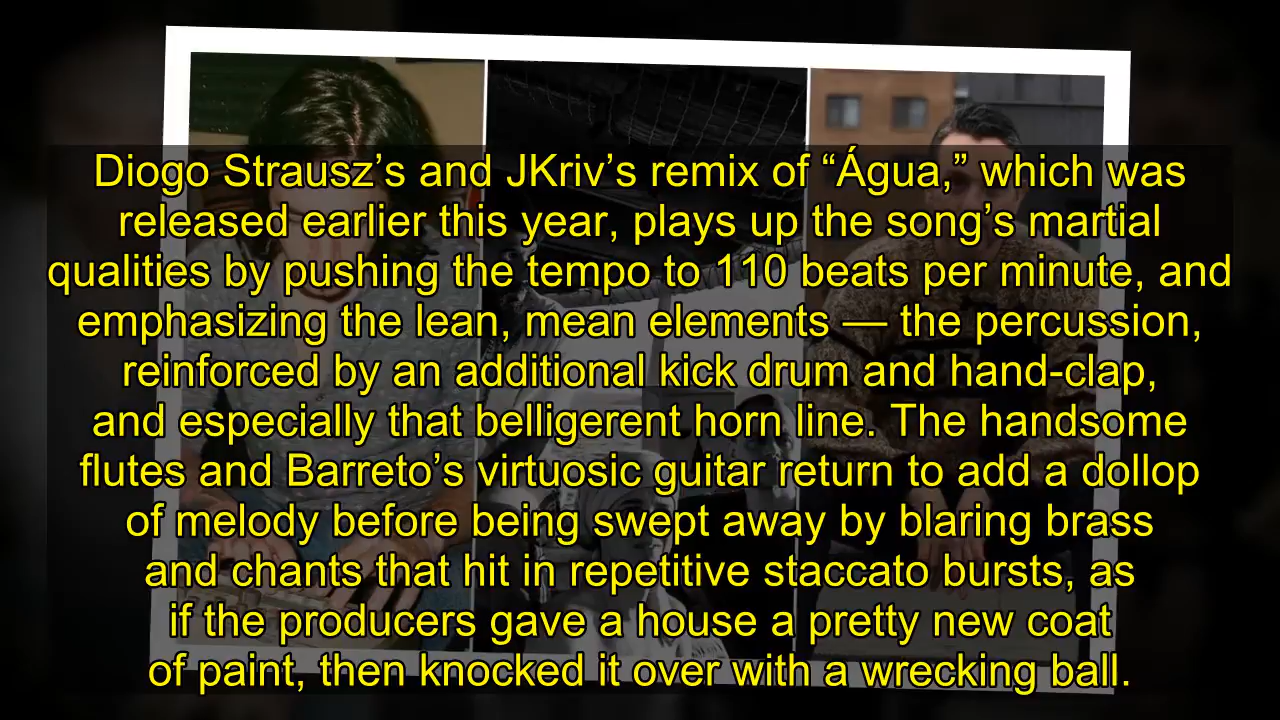 Diogo Strausz’s and JKriv’s remix of “Água,” which was
released earlier this year, plays up the song’s martial
qualities by pushing the tempo to 110 beats per minute, and
emphasizing the lean, mean elements — the percussion,
reinforced by an additional kick drum and hand-clap,
and especially that belligerent horn line. The handsome
flutes and Barreto’s virtuosic guitar return to add a dollop
of melody before being swept away by blaring brass
and chants that hit in repetitive staccato bursts, as
if the producers gave a house a pretty new coat
of paint, then knocked it over with a wrecking ball.